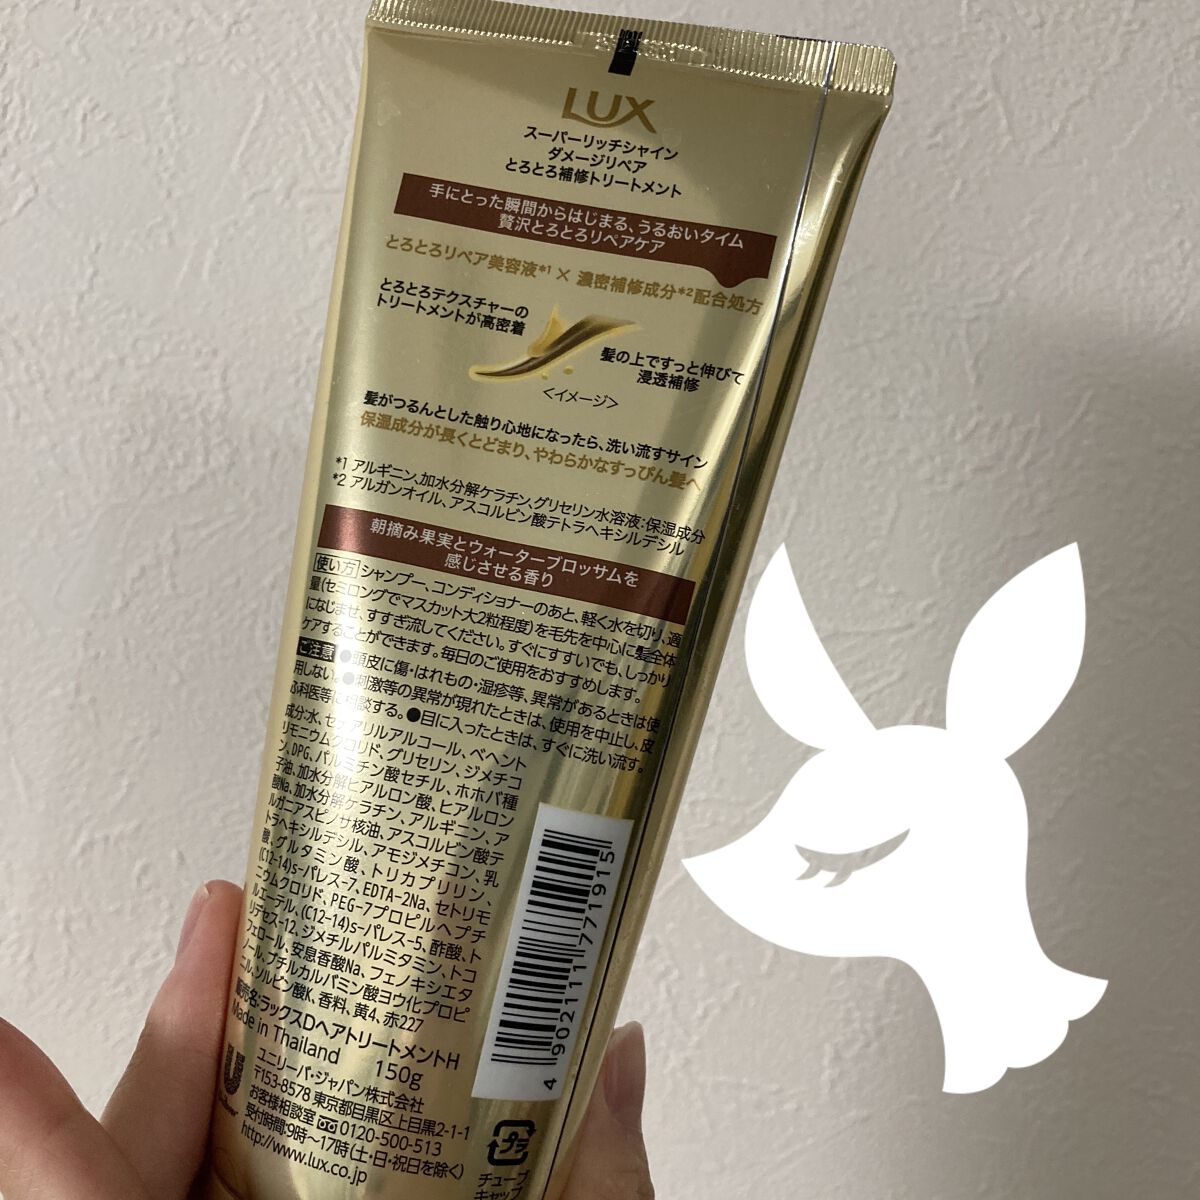 LUX
スーパーリッチシャイン
ダメージリペア
とろとろ補修トリートメント
手にとった瞬間からはじまる、うるおいタイム
贅沢とろとろリペアケア
とろとろリペア美容液*1 × 濃密補修成分*2配合処方
とろとろテクスチャーの
トリートメントが高密着
髪の上ですっと伸びて
浸透補修
<イメージ>
髪がつるんとした触り心地になったら、洗い流すサイン
保湿成分が長くとどまり、やわらかなすっぴん髪へ
*1 アルギニン、加水分解ケラチン、グリセリン水溶液:保湿成分
*2 アルガンオイル、アスコルビン酸テトラヘキシルデシル
朝摘み果実とウォーターブロッサムを
感じさせる香り
使い方 シャンプー、コンディショナーのあと、軽く水を切り、適
量(セミロングでマスカット大2粒程度)を毛先を中心に髪全体
になじませ、すすぎ流してください。すぐにすすいでも、しっかり
ケアすることができます。毎日のご使用をおすすめします。
ご注意 ●頭皮に傷・はれもの・湿疹等、異常があるときは使
用しない。●刺激等の異常が現れたときは、使用を中止し、皮
ふ科医等に相談する。●目に入ったときは、すぐに洗い流す。
成分:水、セテアリルアルコール、ベヘント
リモニウムクロリド、グリセリン、ジメチコ
ン、DPG、パルミチン酸セチル、ホホバ種
子油、加水分解ヒアルロン酸、ヒアルロン
酸Na、加水分解ケラチン、アルギニン、ア
ルガニアスピノサ核油、アスコルビン酸テ
トラヘキシルデシル、アモジメチコン、乳
酸、グルタミン酸、トリカプリリン、
(C12-14)s-パレス-7、EDTA-2Na、セトリモ
ニウムクロリド、PEG-7プロピルヘプチ
ルエーテル、(C12-14)s-パレス-5、酢酸、ト
リデセス-12、ジメチルパルミタミン、トコ
フェロール、安息香酸Na、フェノキシエタ
ノール、ブチルカルバミン酸ヨウ化プロピ
ニル、ソルビン酸K、香料、黄4、赤227
販売名:ラックスDヘアトリートメントH
Made in Thailand 150g
ユニリーバ・ジャパン株式会社
〒153-8578 東京都目黒区上目黒2-1-1
お客様相談室 0120-500-513
受付時間:9時～17時(土・日・祝日を除く)
http://www.lux.co.jp
4 902111 771915
プラ
チューブ
キャップ